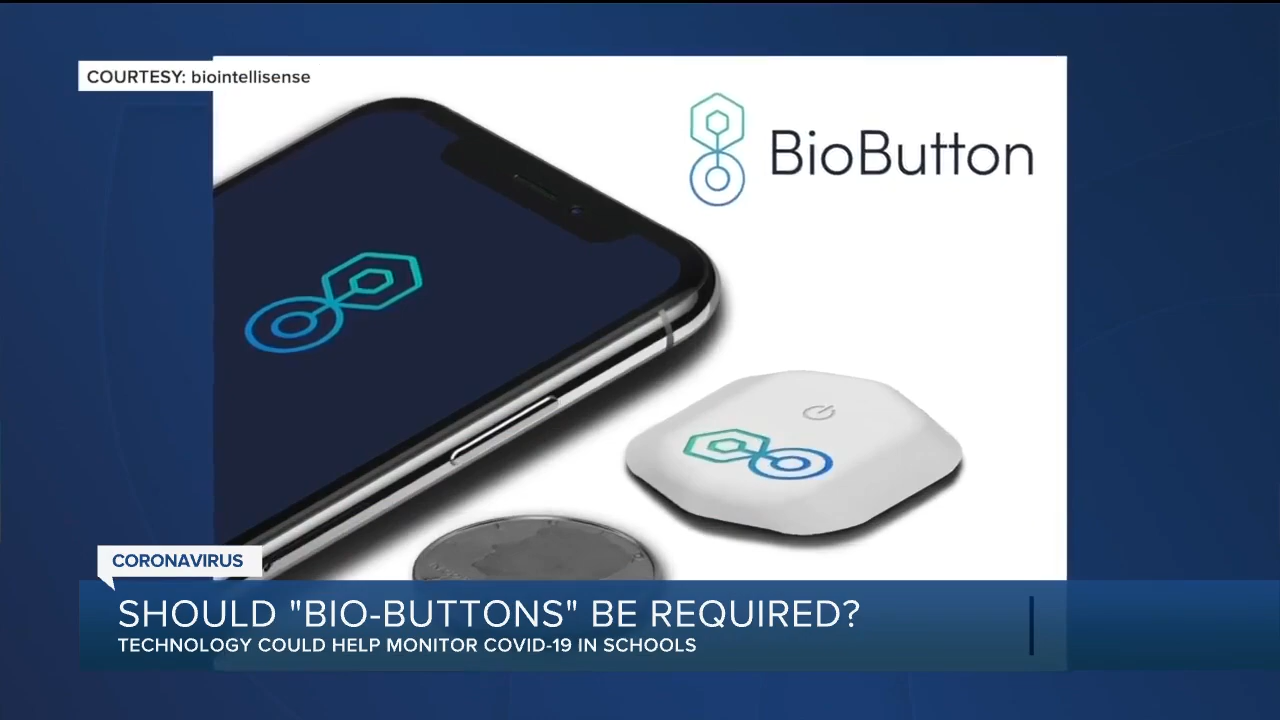 COURTESY: biointellisense
BioButton
CORONAVIRUS
SHOULD "BIO-BUTTONS" BE REQUIRED?
TECHNOLOGY COULD HELP MONITOR COVID-19 IN SCHOOLS